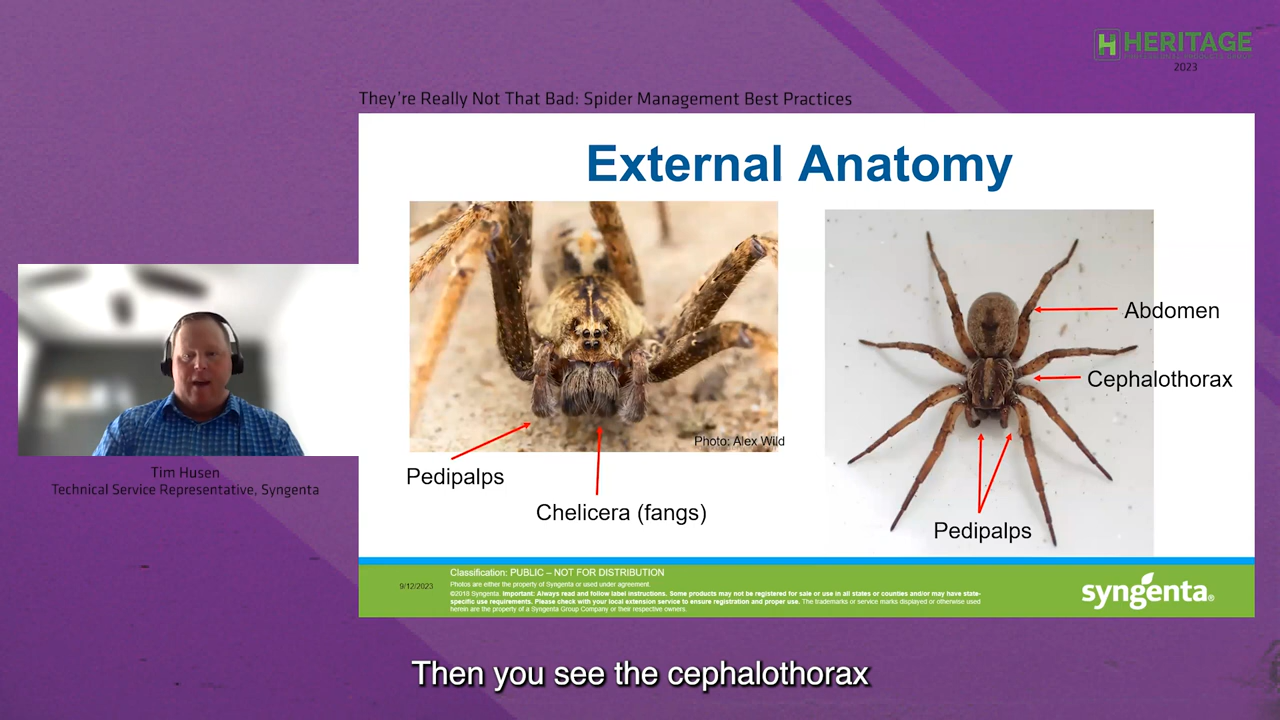 HERITAGE
2023
They're Really Not That Bad: Spider Management Best Practices
External Anatomy
Abdomen
Cephalothorax
Photo: Alex Wild
Pedipalps
Chelicera (fangs)
Pedipalps
Tim Husen
Technical Service Representative, Syngenta
9/12/2023
Classification: PUBLIC – NOT FOR DISTRIBUTION
Photos are either the property of Syngenta or used under agreement.
©2018 Syngenta. Important: Always read and follow label instructions. Some products may not be registered for sale or use in all states or counties and/or may have state-
specific use requirements. Please check with your local extension service to ensure registration and proper use. The trademarks or service marks displayed or otherwise used
herein are the property of a Syngenta Group Company or their respective owners.
syngenta®
Then you see the cephalothorax